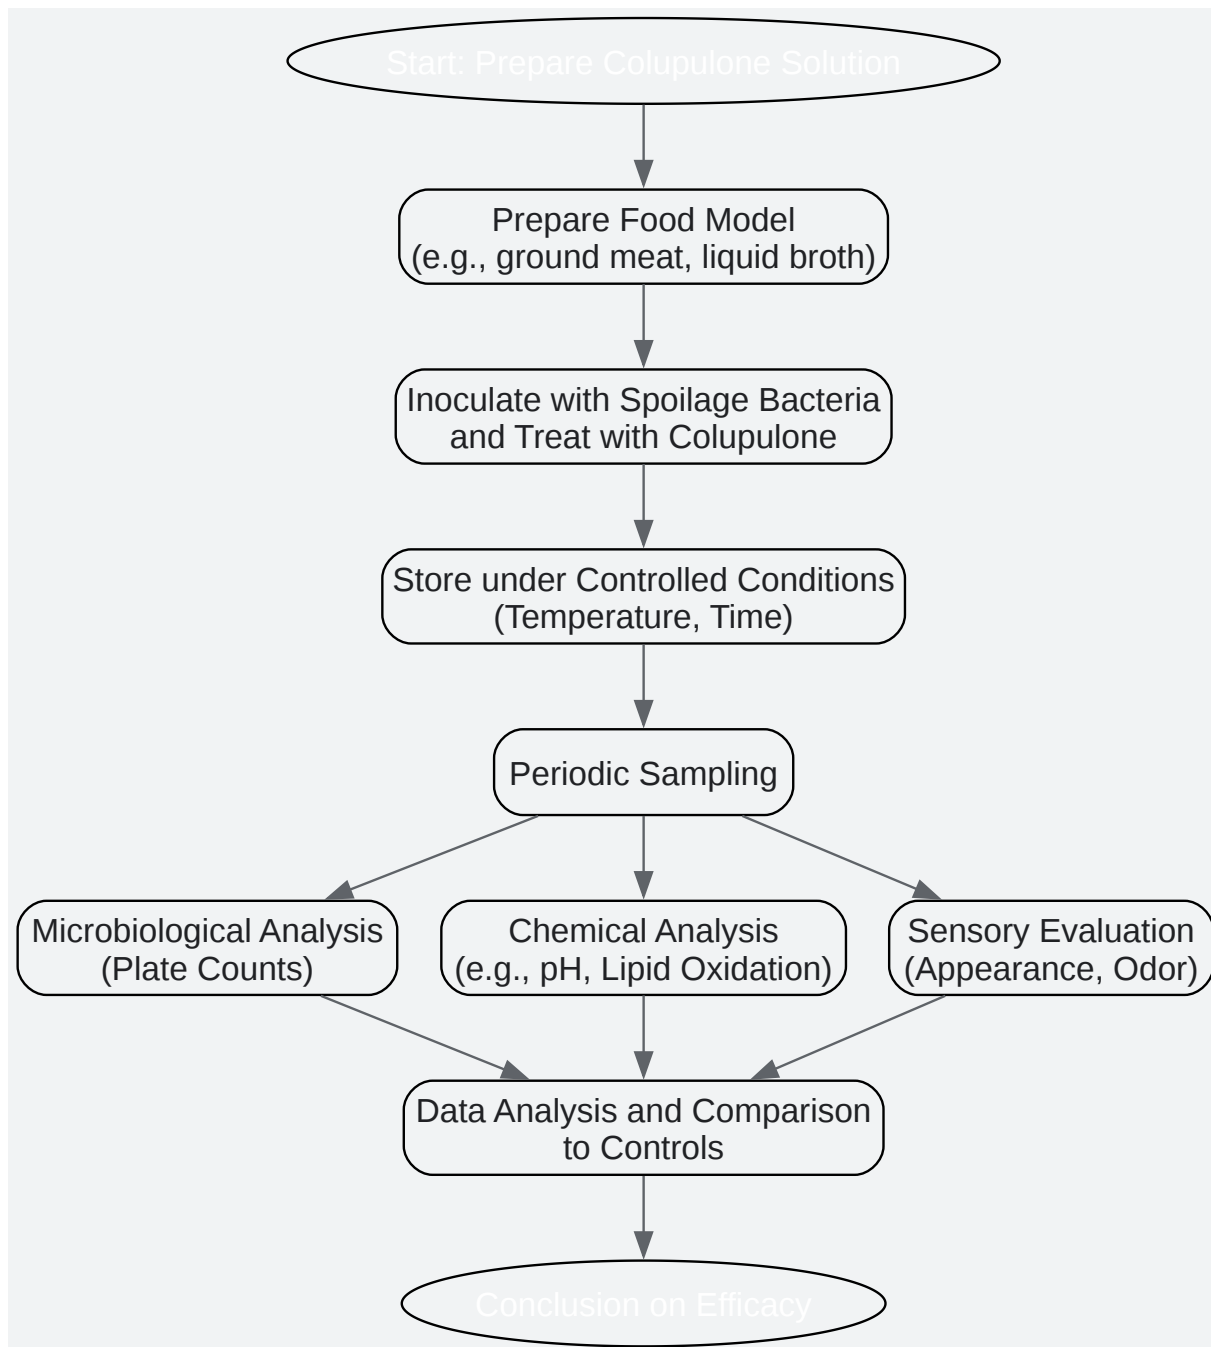 Start: Prepare Colupulone Solution
Prepare Food Model
(e.g., ground meat, liquid broth)
Inoculate with Spoilage Bacteria
and Treat with Colupulone
Store under Controlled Conditions
(Temperature, Time)
Periodic Sampling
Microbiological Analysis
(Plate Counts)
Chemical Analysis
(e.g., pH, Lipid Oxidation)
Sensory Evaluation
(Appearance, Odor)
Data Analysis and Comparison
to Controls
Conclusion on Efficacy